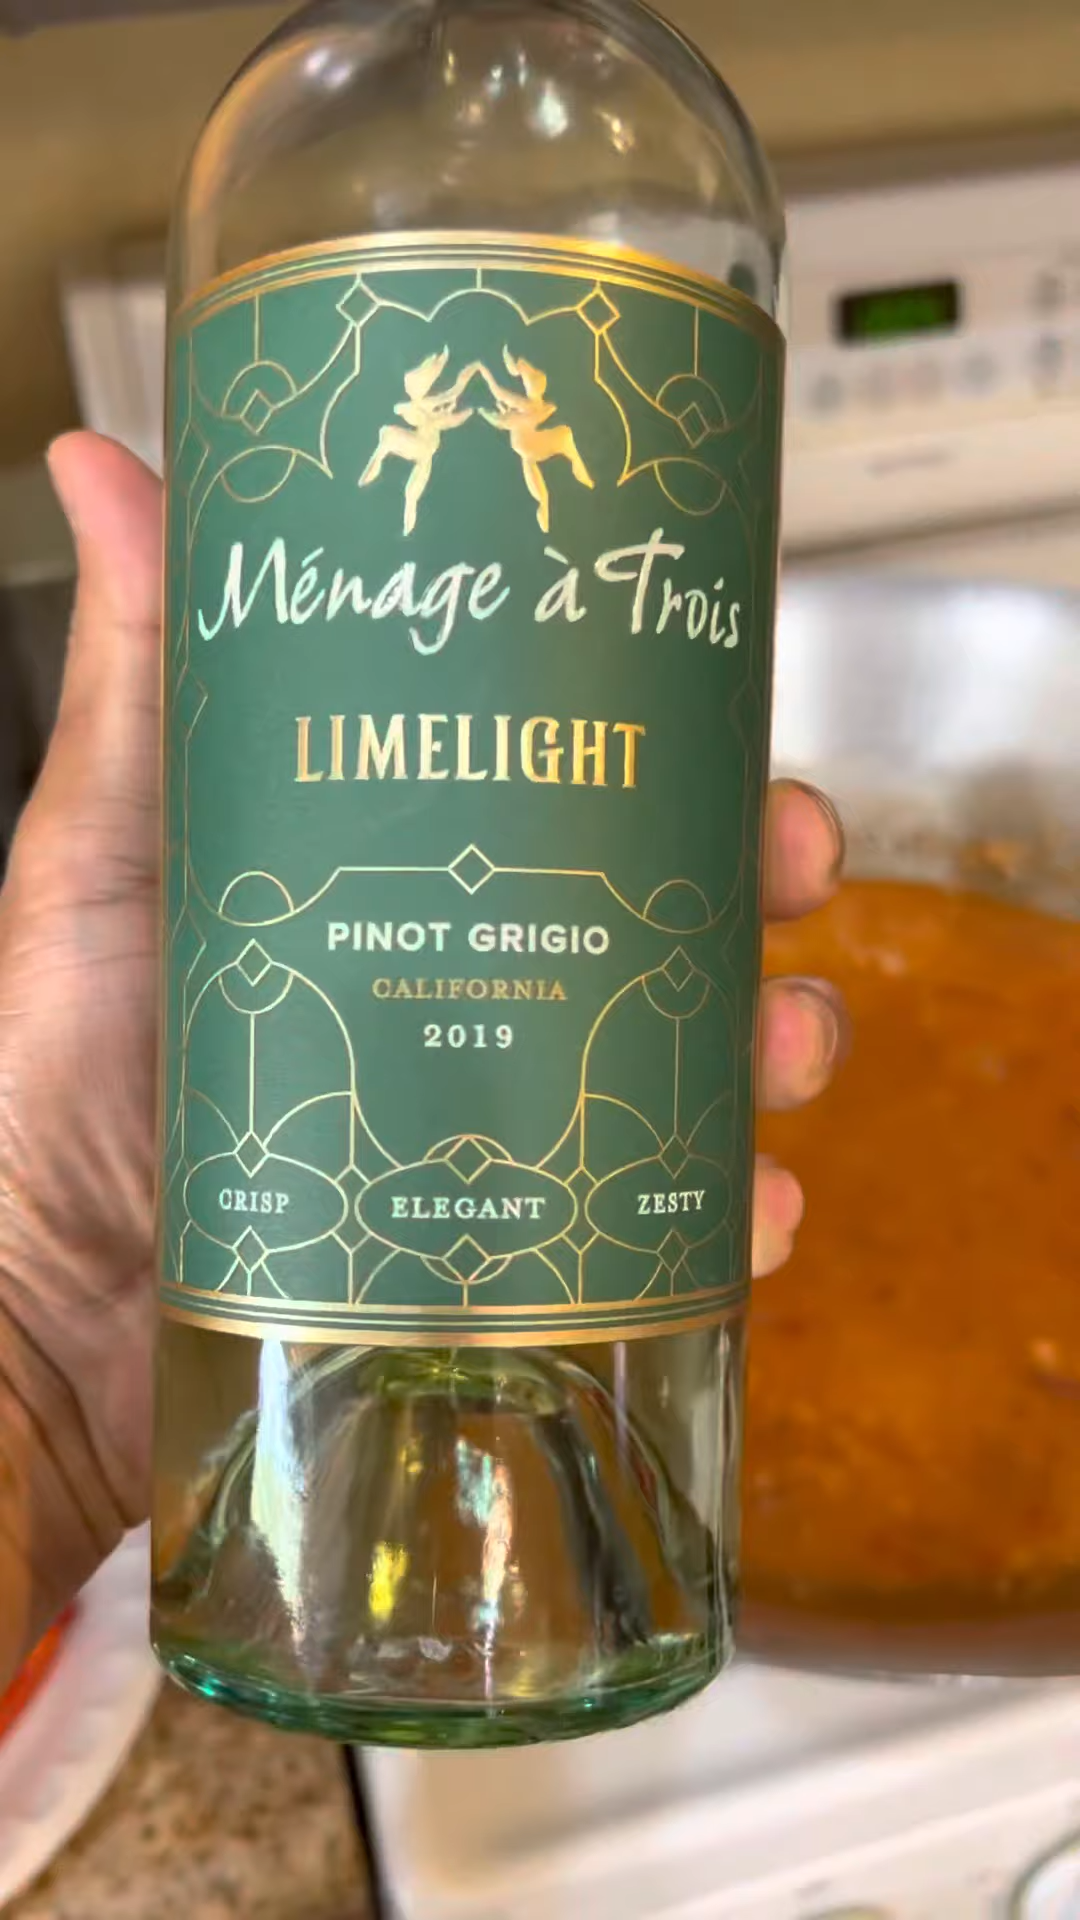 Ménage à Trois
LIMELIGHT
PINOT GRIGIO
CALIFORNIA
2019
CRISP ELEGANT ZESTY